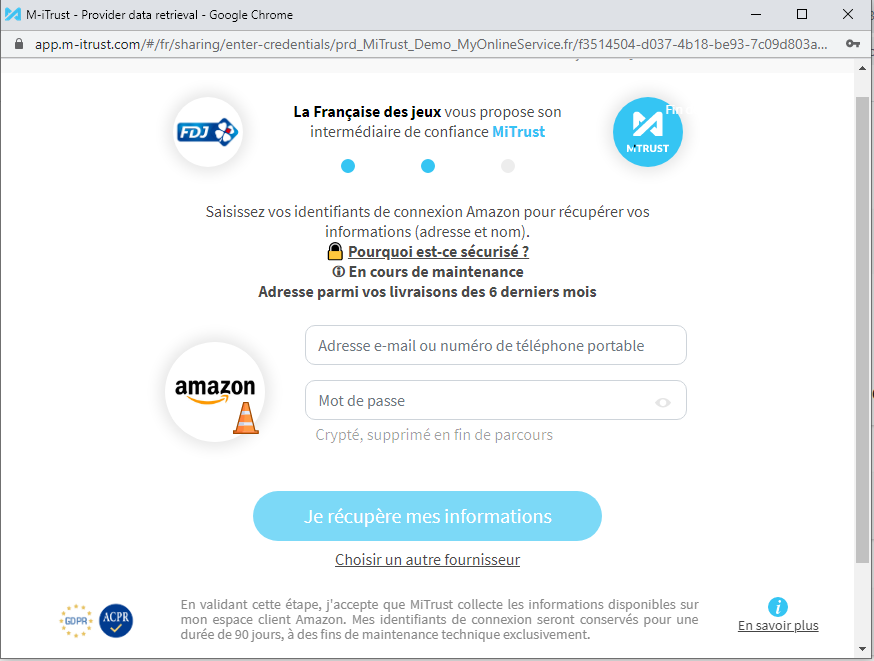 M-iTrust - Provider data retrieval - Google Chrome
app.m-itrust.com/#/fr/sharing/enter-credentials/prd_MiTrust_Demo_MyOnlineService.fr/f3514504-d037-4b18-be93-7c09d803a...
FDJ
La Française des jeux vous propose son
intermédiaire de confiance MiTrust
MTRUST
Saisissez vos identifiants de connexion Amazon pour récupérer vos
informations (adresse et nom).
Pourquoi est-ce sécurisé ?
En cours de maintenance
Adresse parmi vos livraisons des 6 derniers mois
amazon
Adresse e-mail ou numéro de téléphone portable
Mot de passe
Crypté, supprimé en fin de parcours
Je récupère mes informations
Choisir un autre fournisseur
GDPR
ACPR
En validant cette étape, j'accepte que MiTrust collecte les informations disponibles sur
mon espace client Amazon. Mes identifiants de connexion seront conservés pour une
durée de 90 jours, à des fins de maintenance technique exclusivement.
En savoir plus